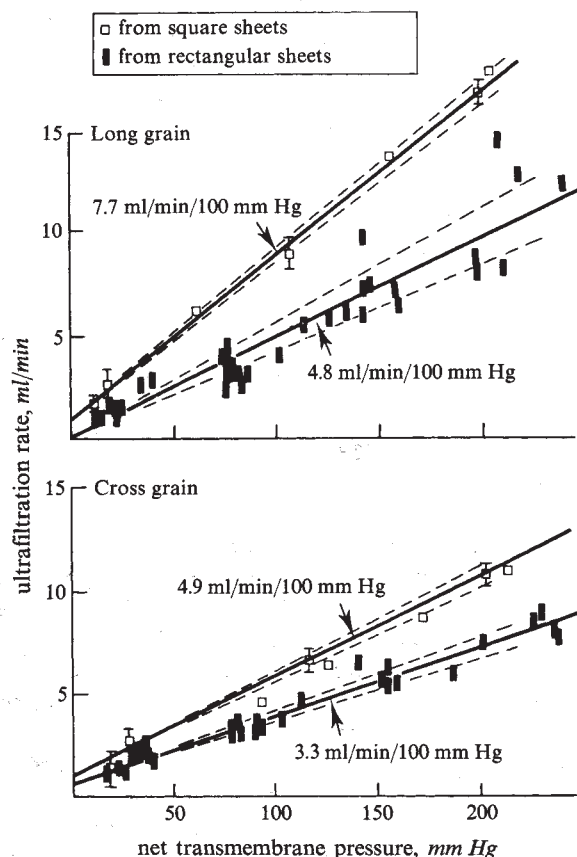 from square sheets
from rectangular sheets
15
Long grain
7.7 ml/min/100 mm Hg
10
5
4.8 ml/min/100 mm Hg
ultrafiltration rate, ml/min
15
Cross grain
4.9 ml/min/100 mm Hg
10
5
3.3 ml/min/100 mm Hg
50
100
150
200
net transmembrane pressure, mm Hg